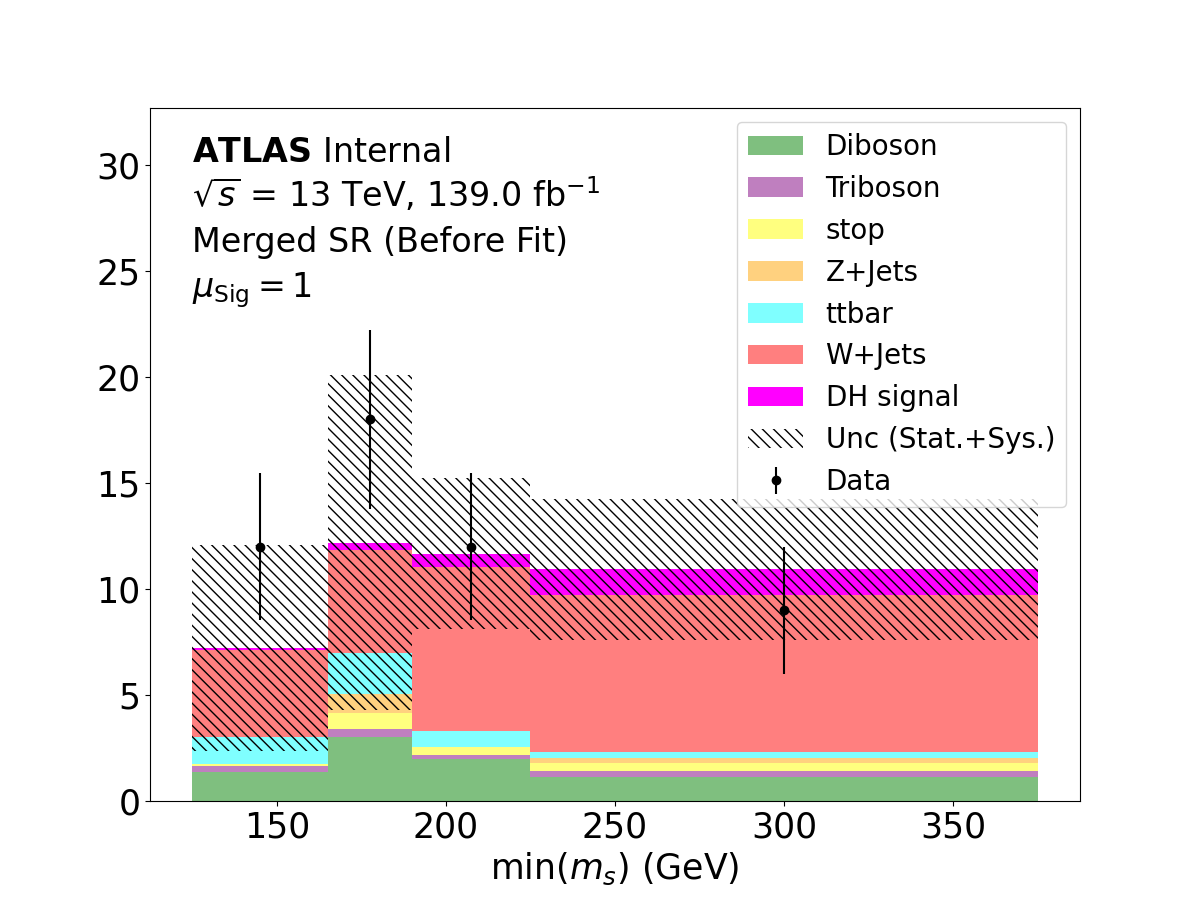 ATLAS Internal
√s = 13 TeV, 139.0 fb⁻¹
Merged SR (Before Fit)
μ_Sig = 1
Diboson
Triboson
stop
Z+Jets
ttbar
W+Jets
DH signal
Unc (Stat.+Sys.)
Data
30
25
20
15
10
5
0
150 200 250 300 350
min(m_s) (GeV)